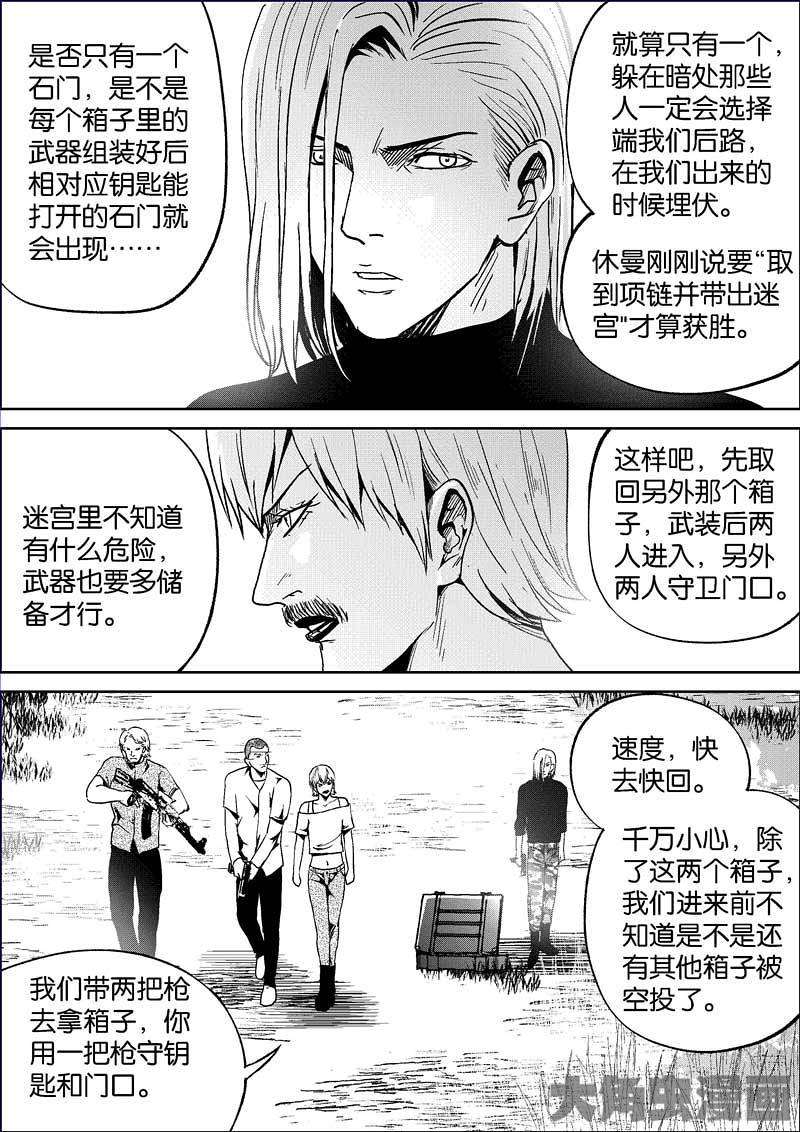 是否只有一个
石门，是不是
每个箱子里的
武器组装好后
相对应钥匙能
打开的石门就
会出现……
就算只有一个，
躲在暗处那些
人一定会选择
端我们后路，
在我们出来的
时候埋伏。
休曼刚刚说要“取
到项链并带出迷
宫"才算获胜。
迷宫里不知道
有什么危险，
武器也要多储
备才行。
这样吧，先取
回另外那个箱
子，武装后两
人进入，另外
两人守卫门口。
速度，快
去快回。
千万小心，除
了这两个箱子，
我们进来前不
知道是不是还
有其他箱子被
空投了。
我们带两把枪
去拿箱子，你
用一把枪守钥
匙和门口。
大角虫漫画